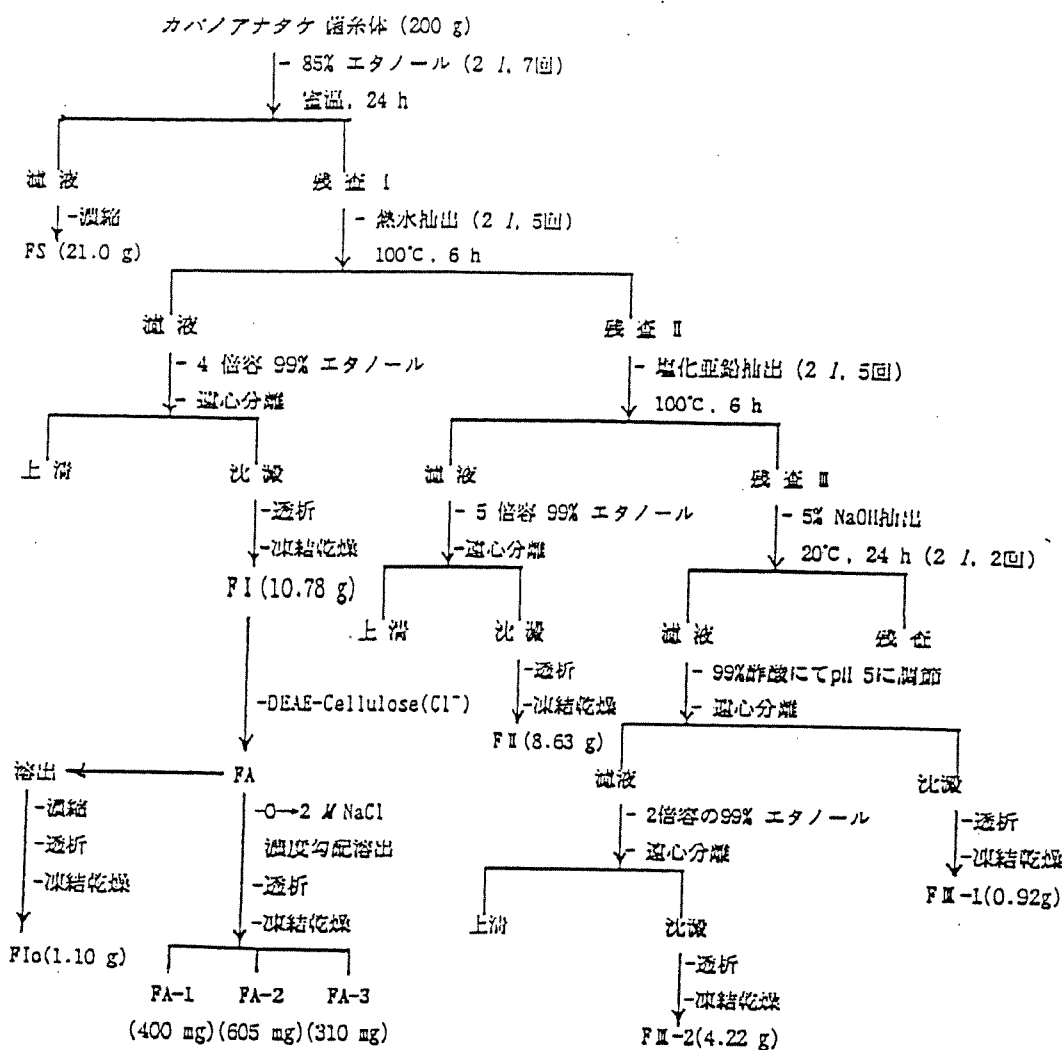 カバノアナタケ 菌糸体 (200 g)
- 85% エタノール (2 l, 7回)
室温, 24 h
濾液
残査 I
-濃縮
- 熱水抽出 (2 l, 5回)
FS (21.0 g)
100℃, 6 h
濾液
残査 II
- 4 倍容 99% エタノール
- 塩化亜鉛抽出 (2 l, 5回)
- 遠心分離
100℃, 6 h
上清
沈澱
濾液
残査 III
-透析
- 5 倍容 99% エタノール
- 5% NaOH抽出
-凍結乾燥
-遠心分離
20℃, 24 h (2 l, 2回)
F I (10.78 g)
上清
沈澱
濾液
残査
-透析
- 99%酢酸にてpH 5に調節
-DEAE-Cellulose(Cl⁻)
-凍結乾燥
- 遠心分離
F II (8.63 g)
溶出
FA
濾液
沈澱
-濃縮
-0→2 M NaCl
- 2倍容の99% エタノール
-透析
-透析
濃度勾配溶出
- 遠心分離
-凍結乾燥
-凍結乾燥
-透析
F III-1(0.92g)
-凍結乾燥
上清
沈澱
FIo(1.10 g)
-透析
FA-1 FA-2 FA-3
-凍結乾燥
(400 mg)(605 mg)(310 mg)
F III-2(4.22 g)